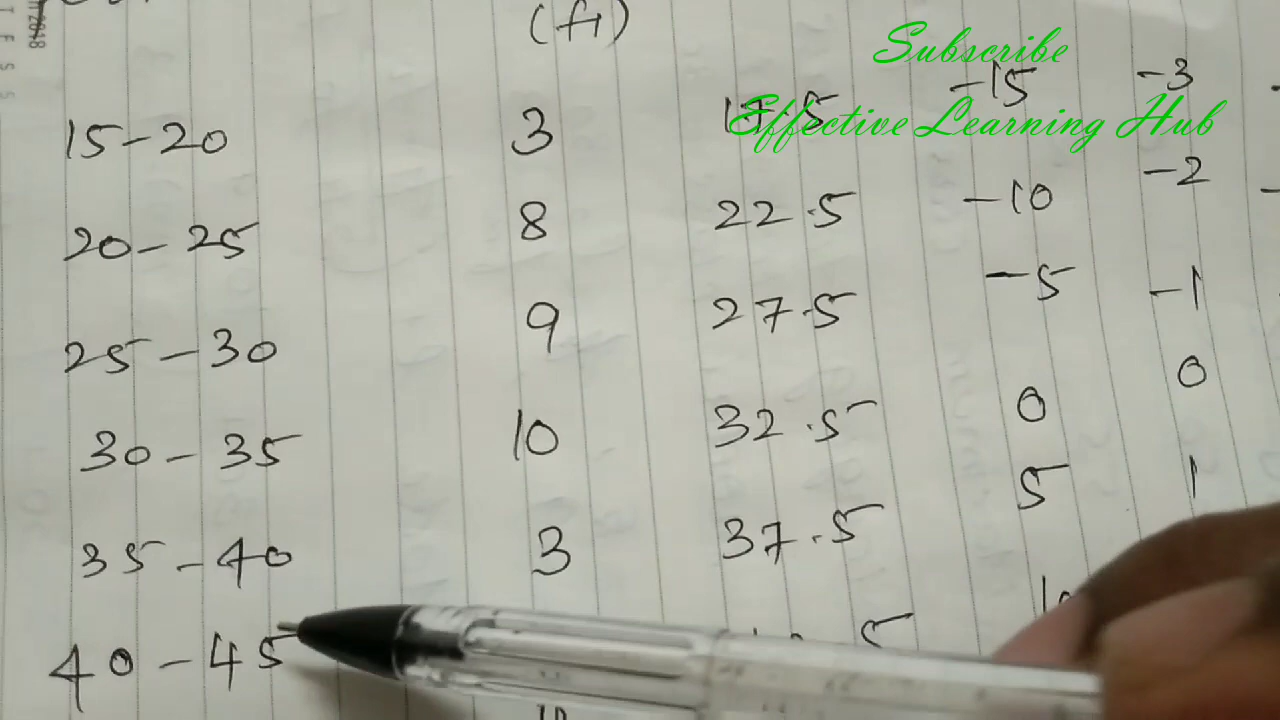 (fi)
Subscribe
Effective Learning Hub
15-20 3 17.5 -15 -3
20-25 8 22.5 -10 -2
25-30 9 27.5 -5 -1
30-35 10 32.5 0 0
35-40 3 37.5 5 1
40-45